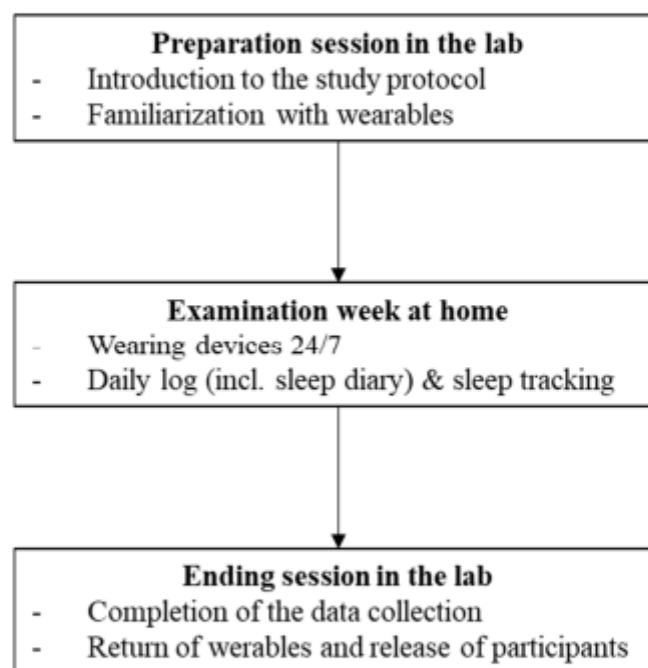 Preparation session in the lab
- Introduction to the study protocol
- Familiarization with wearables
Examination week at home
- Wearing devices 24/7
- Daily log (incl. sleep diary) & sleep tracking
Ending session in the lab
- Completion of the data collection
- Return of werables and release of participants